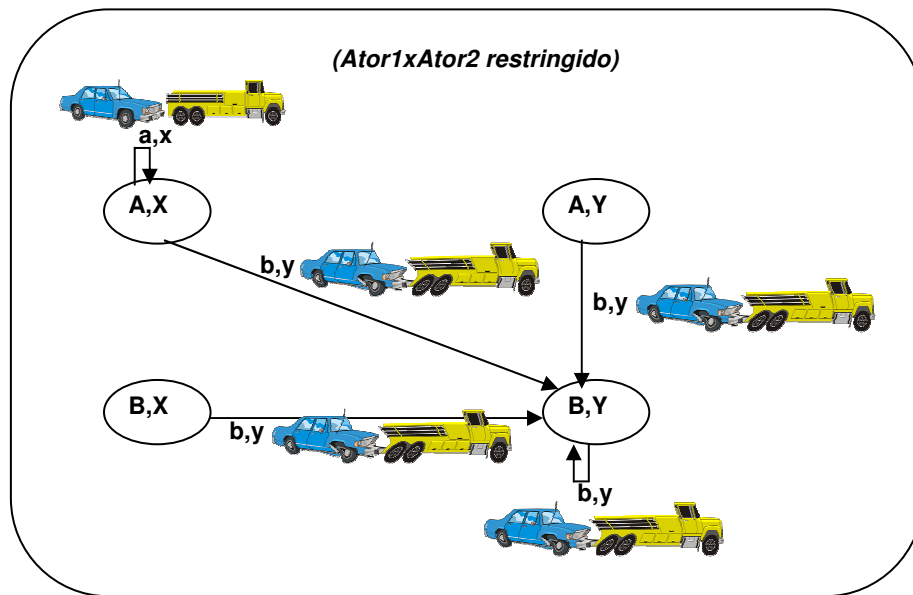 (Ator1xAtor2 restringido)
a,x
A,X
A,Y
b,y
b,y
B,X
B,Y
b,y
b,y